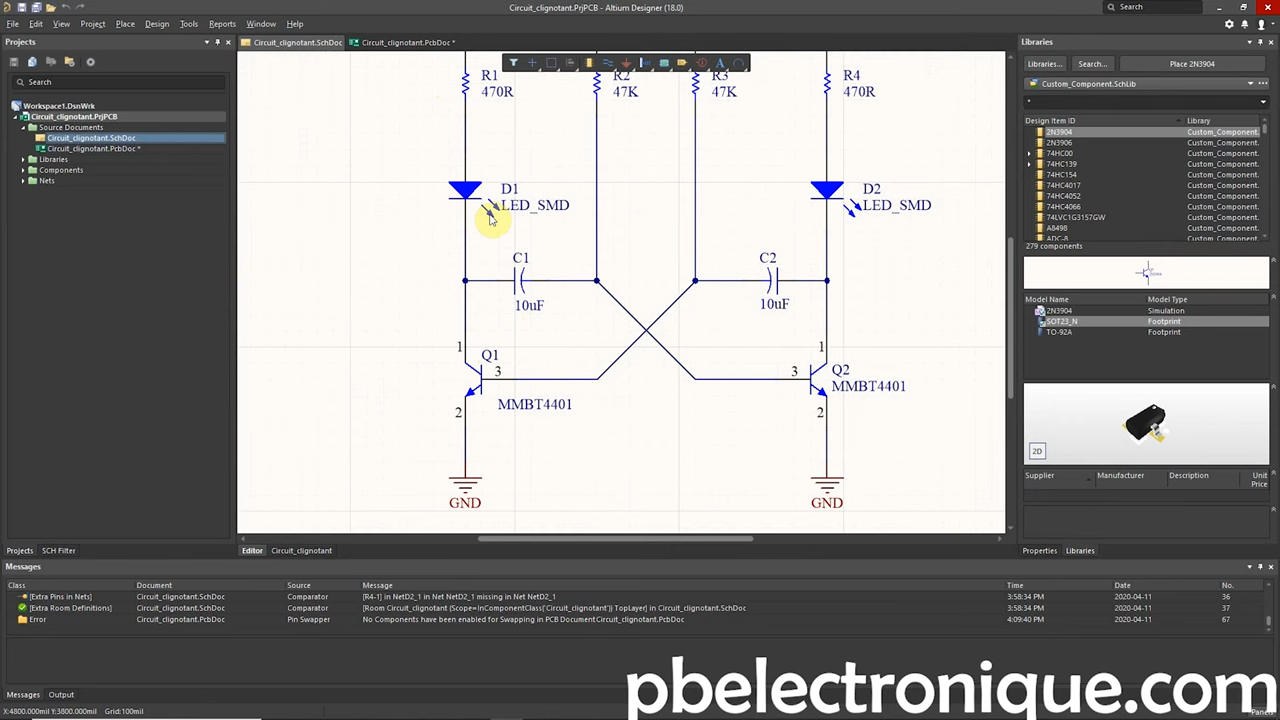 Circuit_clignotant.PrjPCB - Altium Designer (18.0)
Search
File Edit View Project Place Design Tools Reports Window Help
Projects
Circuit_clignotant.SchDoc
Circuit_clignotant.PcbDoc *
Libraries
Search
Workspace1.DsnWrk
Circuit_clignotant.PrjPCB
Source Documents
Circuit_clignotant.SchDoc
Circuit_clignotant.PcbDoc *
Libraries
Components
Nets
R1
470R
R2
47K
R3
47K
R4
470R
D1
LED_SMD
D2
LED_SMD
C1
10uF
C2
10uF
1
Q1
3
MMBT4401
2
GND
1
3
Q2
MMBT4401
2
GND
Libraries... Search... Place 2N3904
Custom_Component.SchLib
*
Design Item ID Library
2N3904 Custom_Component.
2N3906 Custom_Component.
74HC00 Custom_Component.
74HC139 Custom_Component.
74HC154 Custom_Component.
74HC4017 Custom_Component.
74HC4052 Custom_Component.
74HC4066 Custom_Component.
74LVC1G3157GW Custom_Component.
A8498 Custom_Component.
ADC-8 Custom_Component.
279 components
Model Name Model Type
2N3904 Simulation
SOT23_N Footprint
TO-92A Footprint
2D
Supplier Manufacturer Description Unit Price
Projects SCH Filter
Editor Circuit_clignotant
Properties Libraries
Messages
Class Document Source Message Time Date No.
[Extra Pins in Nets] Circuit_clignotant.SchDoc Comparator [R4-1] in NetD2_1 in Net NetD2_1 missing in Net NetD2_1 3:58:34 PM 2020-04-11 36
[Extra Room Definitions] Circuit_clignotant.SchDoc Comparator [Room Circuit_clignotant (Scope=InComponentClass('Circuit_clignotant')) TopLayer] in Circuit_clignotant.SchDoc 3:58:34 PM 2020-04-11 37
Error Circuit_clignotant.PcbDoc Pin Swapper No Components have been enabled for Swapping in PCB Document Circuit_clignotant.PcbDoc 4:09:40 PM 2020-04-11 67
Messages Output
X:4800.000mil Y:3800.000mil Grid:100mil
Panels
pbelectronique.com